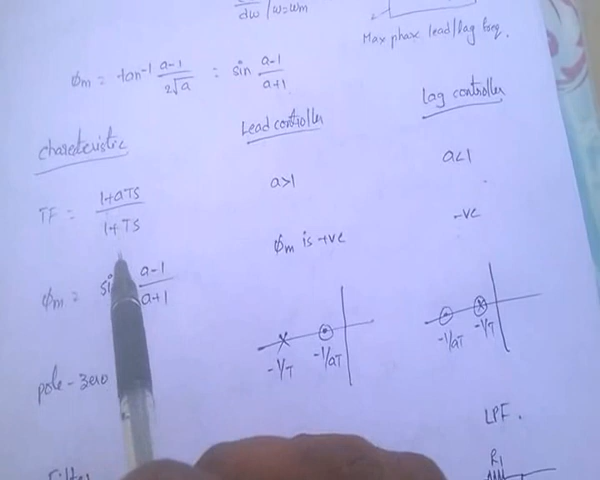 dω /ω=ωm
Max phase lead/lag freq.
ϕm = tan⁻¹ a-1/2√a = sin a-1/a+1
Charecteristic
Lead controller
Lag controller
a>1
a<1
TF = 1+aTS/1+TS
ϕm is +ve
-ve
ϕm = sin a-1/a+1
-1/T -1/aT
-1/aT -1/T
pole-zero
LPF.
R1